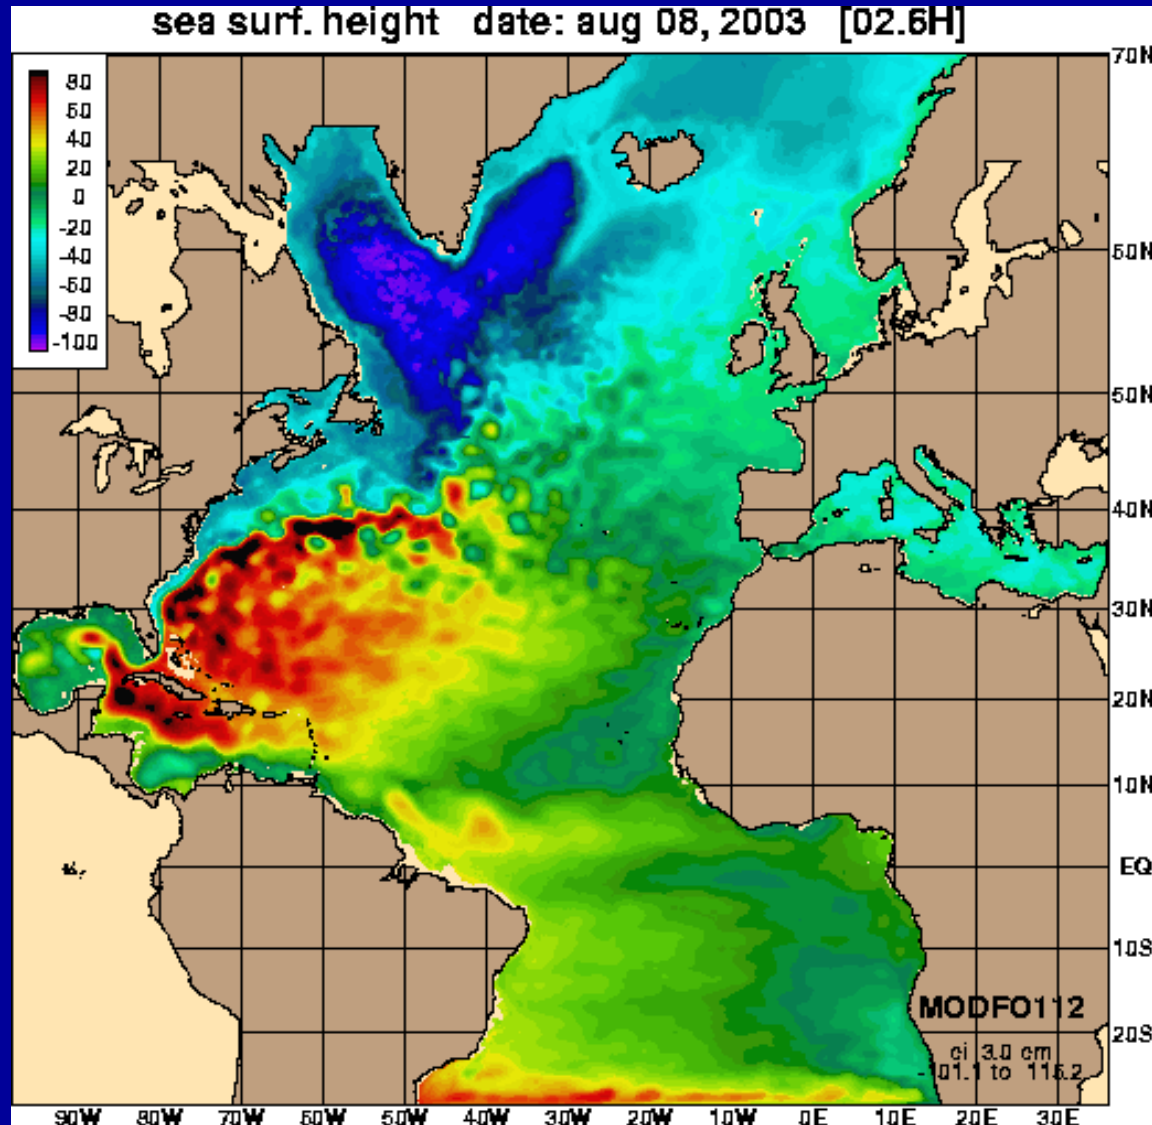 sea surf. height date: aug 08, 2003 [02.6H]
80
60
40
20
0
-20
-40
-60
-80
-100
70N
60N
50N
40N
30N
20N
10N
EQ
10S
20S
MODFO112
ci 3.0 cm
-101.1 to 116.2
90W 80W 70W 60W 50W 40W 30W 20W 10W 0E 10E 20E 30E